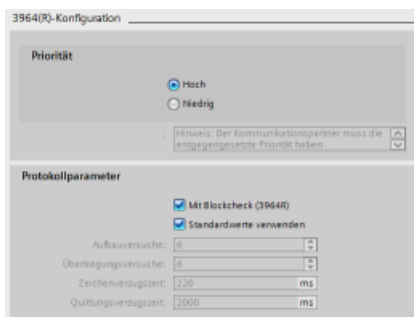 3964(R)-Konfiguration
Priorität
Hoch
Niedrig
: Hinweis: Der Kommunikationspartner muss die
entgegengesetzte Priorität haben
Protokollparameter
Mit Blockcheck (3964R)
Standardwerte verwenden
Aufbauversuche: 6
Übertragungsversuche: 6
Zeichenverzugszeit: 220 ms
Quittungsverzugszeit: 2000 ms